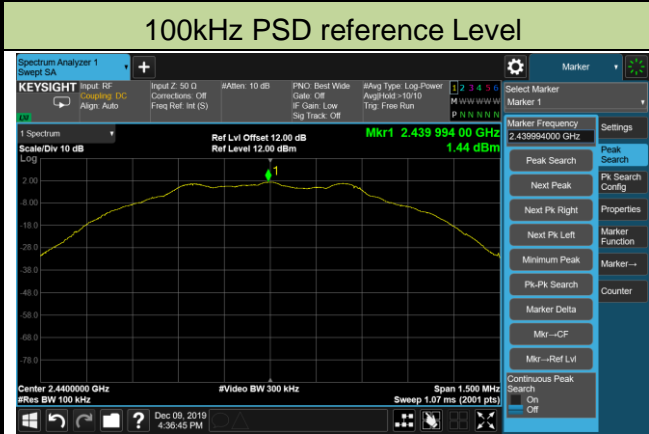 100kHz PSD reference Level
Spectrum Analyzer 1
Swept SA
Marker
KEYSIGHT
Input: RF
Coupling: DC
Align: Auto
Input Z: 50 Ω
Corrections: Off
Freq Ref: Int (S)
#Atten: 10 dB
PNO: Best Wide
Gate: Off
IF Gain: Low
Sig Track: Off
#Avg Type: Log-Power
Avg|Hold:>10/10
Trig: Free Run
1 2 3 4 5 6
M W W W W W
P N N N N N
LXI
Select Marker
Marker 1
1 Spectrum
Scale/Div 10 dB
Log
Ref Lvl Offset 12.00 dB
Ref Level 12.00 dBm
Mkr1 2.439 994 00 GHz
1.44 dBm
1
2.00
-8.00
-18.0
-28.0
-38.0
-48.0
-58.0
-68.0
-78.0
Center 2.4400000 GHz
#Res BW 100 kHz
#Video BW 300 kHz
Span 1.500 MHz
Sweep 1.07 ms (2001 pts)
Marker Frequency
2.439994000 GHz
Peak Search
Next Peak
Next Pk Right
Next Pk Left
Minimum Peak
Pk-Pk Search
Marker Delta
Mkr→CF
Mkr→Ref Lvl
Continuous Peak
Search
On
Off
Settings
Peak
Search
Pk Search
Config
Properties
Marker
Function
Marker→
Counter
Dec 09, 2019
4:36:45 PM